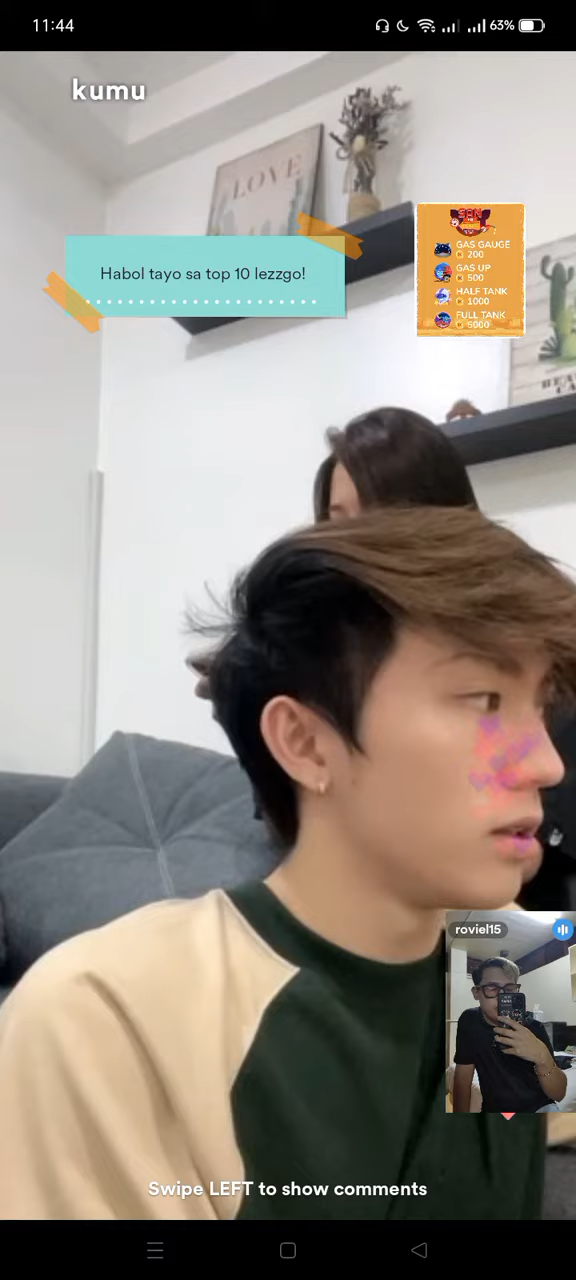 11:44
63%
kumu
LOVE
Habol tayo sa top 10 lezzgo!
GAS GAUGE
200
GAS UP
500
HALF TANK
1000
FULL TANK
5000
roviel15
Swipe LEFT to show comments